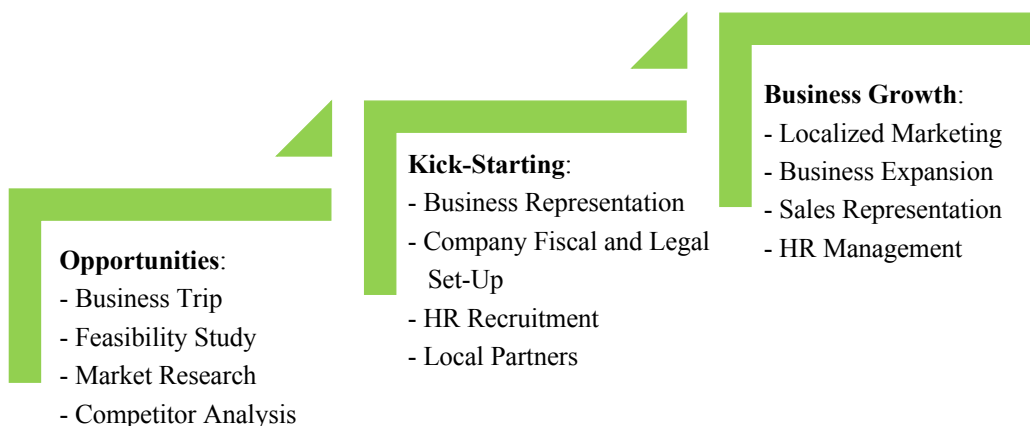 Opportunities:
- Business Trip
- Feasibility Study
- Market Research
- Competitor Analysis
Kick-Starting:
- Business Representation
- Company Fiscal and Legal
Set-Up
- HR Recruitment
- Local Partners
Business Growth:
- Localized Marketing
- Business Expansion
- Sales Representation
- HR Management